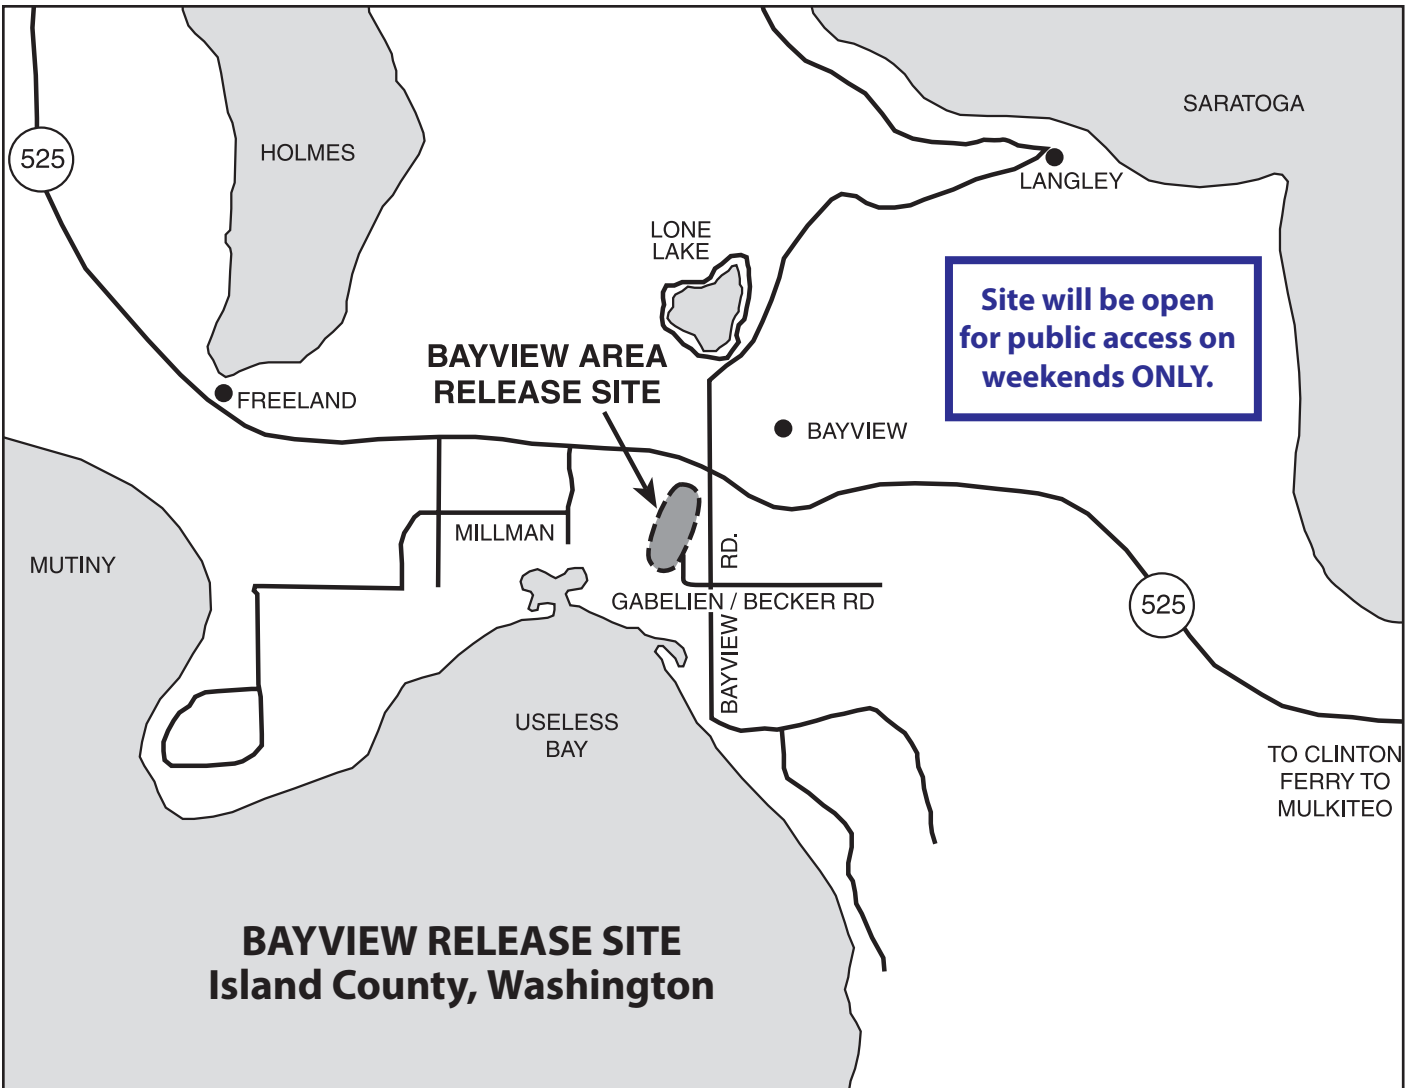 SARATOGA
525
HOLMES
LANGLEY
LONE
LAKE
Site will be open
for public access on
weekends ONLY.
BAYVIEW AREA
RELEASE SITE
FREELAND
BAYVIEW
MILLMAN
MUTINY
BAYVIEW RD.
GABELIEN / BECKER RD
525
USELESS
BAY
TO CLINTON
FERRY TO
MULKITEO
BAYVIEW RELEASE SITE
Island County, Washington